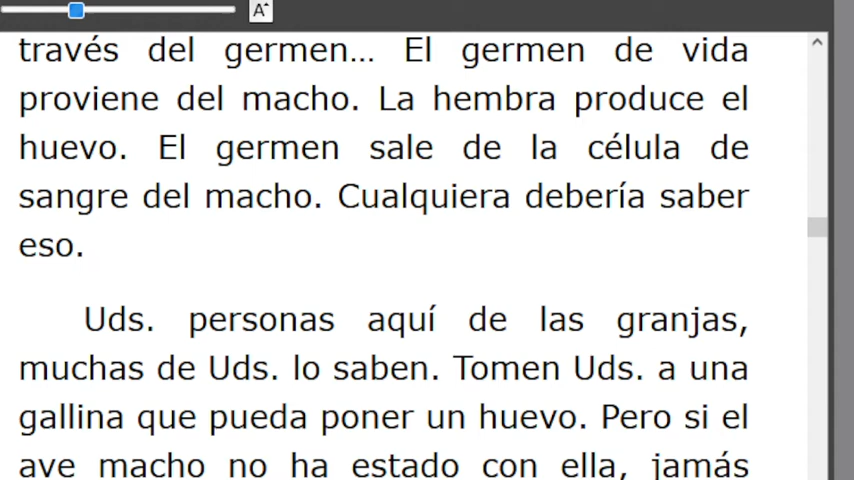 A
través del germen… El germen de vida
proviene del macho. La hembra produce el
huevo. El germen sale de la célula de
sangre del macho. Cualquiera debería saber
eso.
Uds. personas aquí de las granjas,
muchas de Uds. lo saben. Tomen Uds. a una
gallina que pueda poner un huevo. Pero si el
ave macho no ha estado con ella, jamás